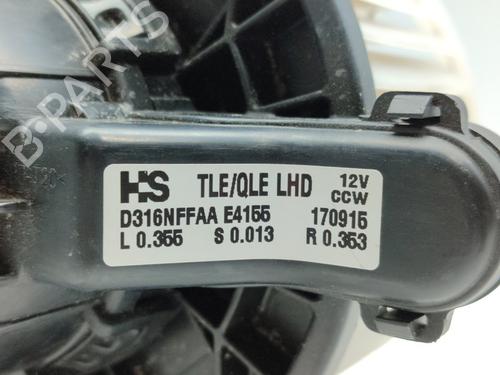 HS TLE/QLE LHD 12V CCW
D316NFFAA E4155 170915
L 0.355 S 0.013 R 0.353
B-PARTS